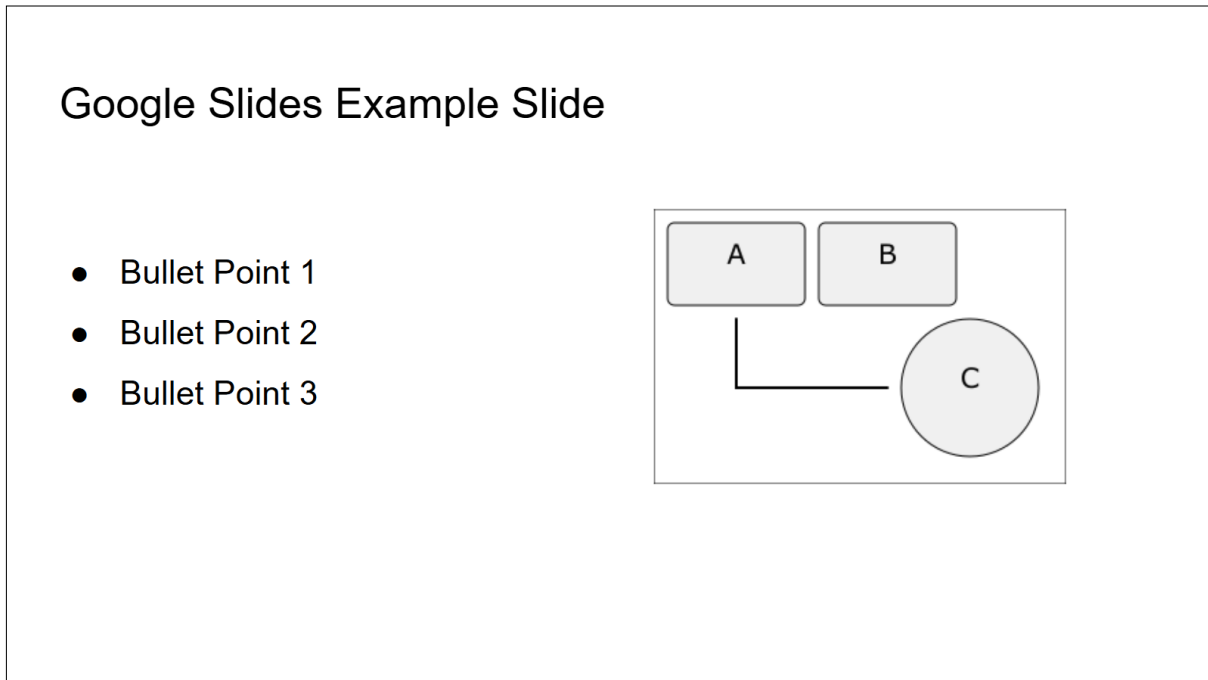 Google Slides Example Slide
● Bullet Point 1
● Bullet Point 2
● Bullet Point 3
A B
C